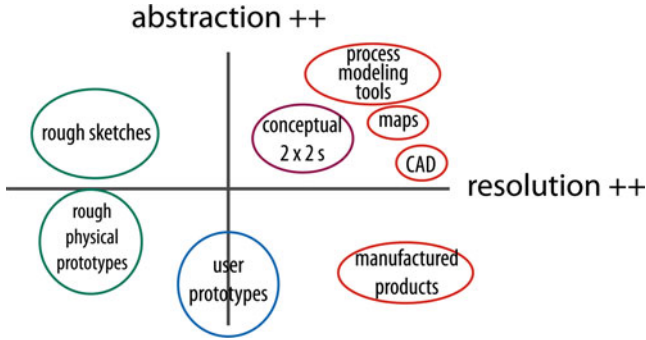 abstraction ++
process
modeling
tools
rough sketches
conceptual
2 x 2 s
maps
CAD
resolution ++
rough
physical
prototypes
user
prototypes
manufactured
products